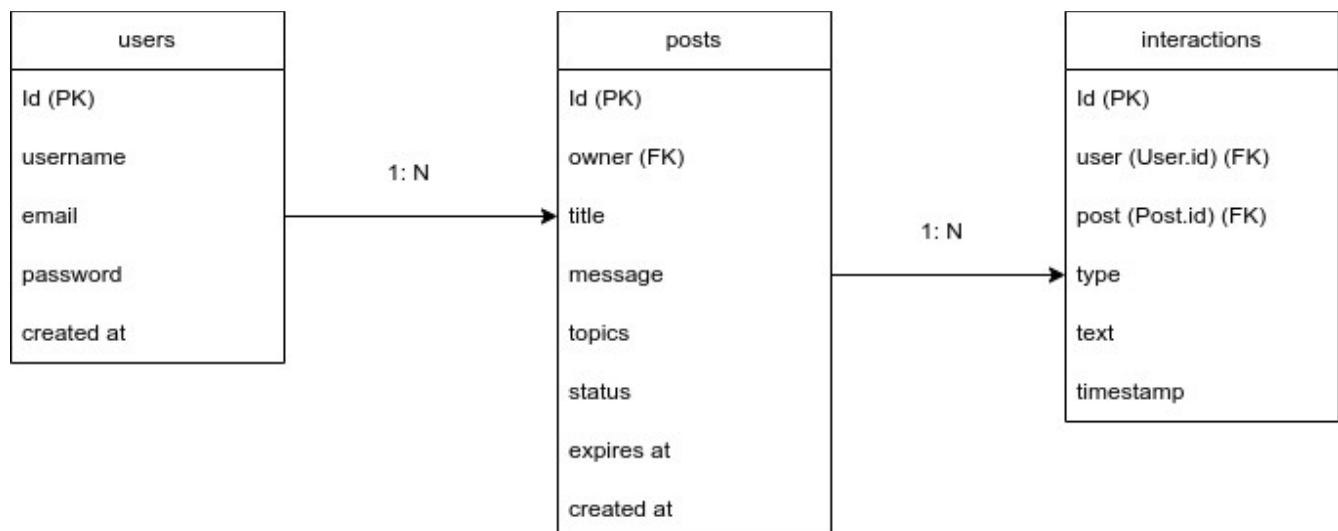 users
Id (PK)
username
email
password
created at
1: N
posts
Id (PK)
owner (FK)
title
message
topics
status
expires at
created at
1: N
interactions
Id (PK)
user (User.id) (FK)
post (Post.id) (FK)
type
text
timestamp